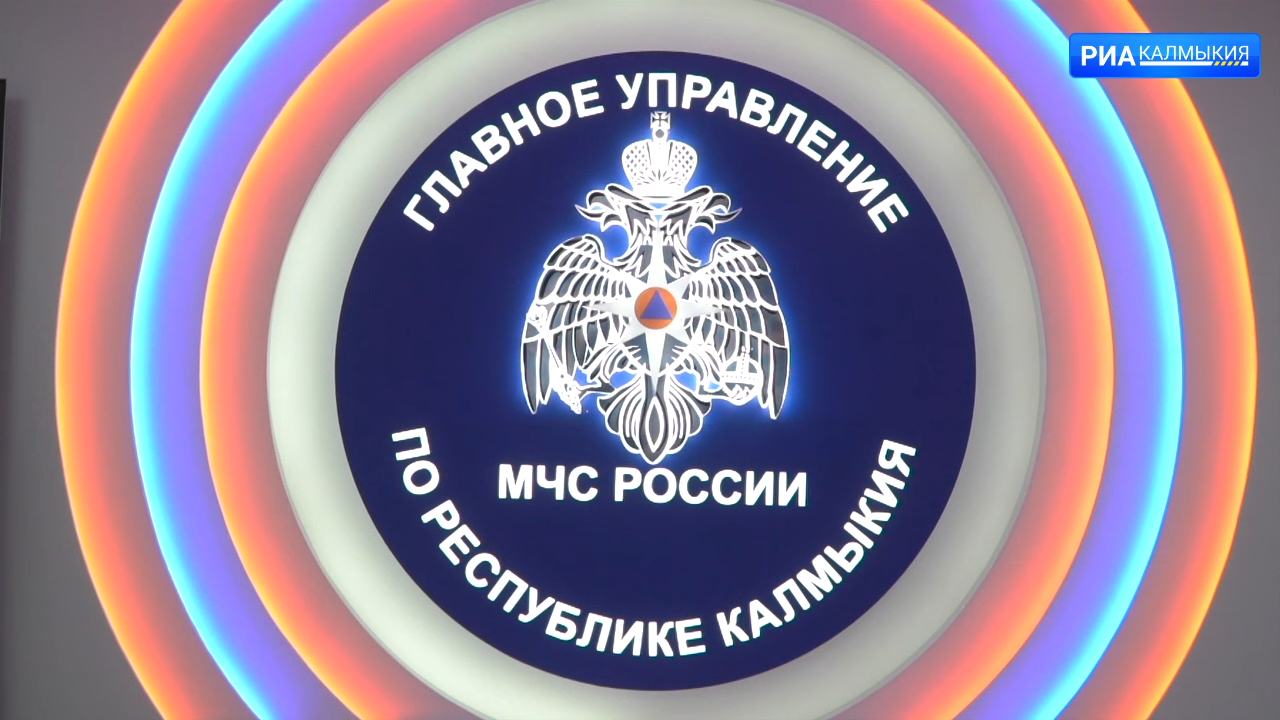 РИА КАЛМЫКИЯ
ГЛАВНОЕ УПРАВЛЕНИЕ
МЧС РОССИИ
ПО РЕСПУБЛИКЕ КАЛМЫКИЯ